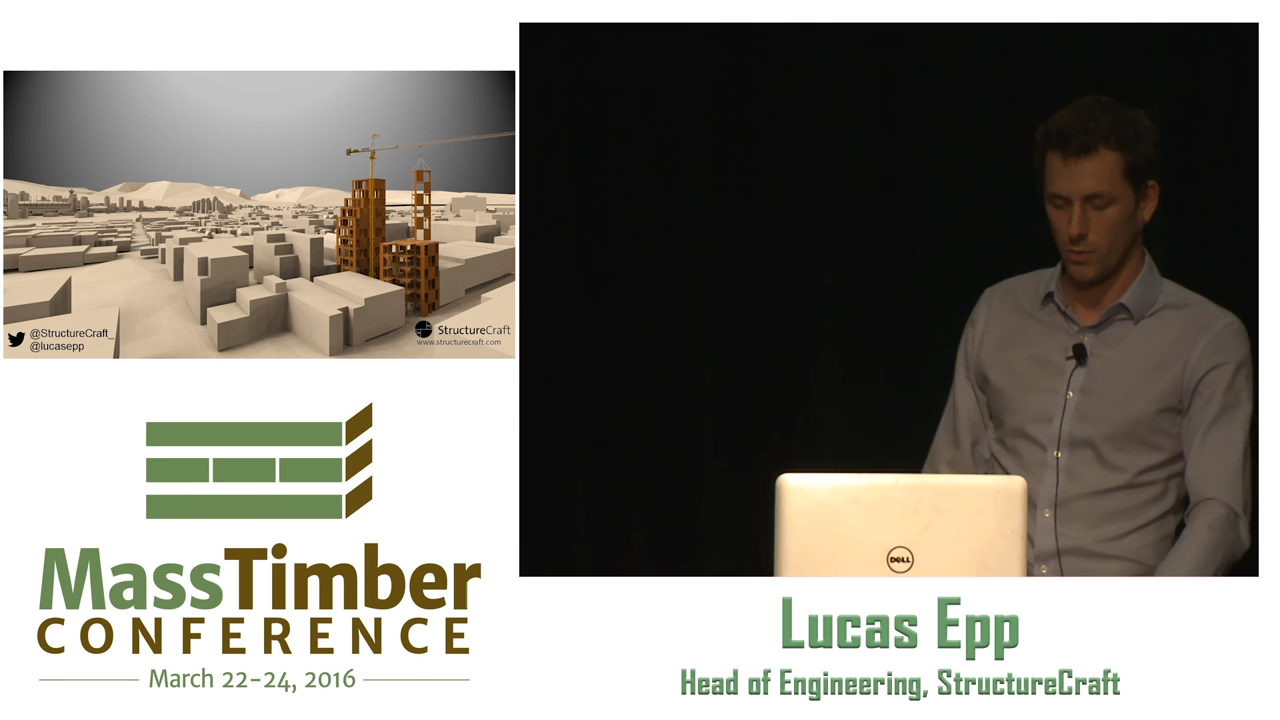 @StructureCraft_
@lucasepp
StructureCraft
www.structurecraft.com
MassTimber
CONFERENCE
March 22-24, 2016
DELL
Lucas Epp
Head of Engineering, StructureCraft